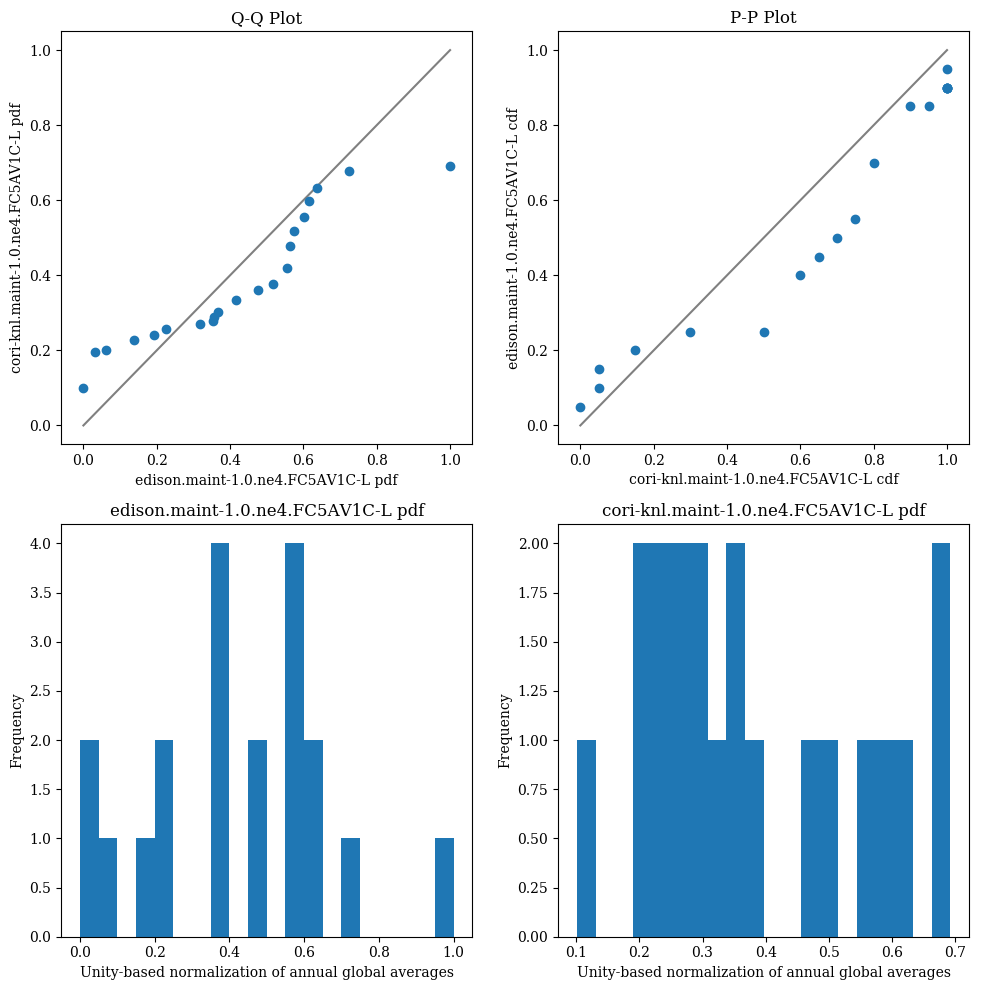 Q-Q Plot
1.0
0.8
0.6
0.4
0.2
0.0
cori-knl.maint-1.0.ne4.FC5AV1C-L pdf
0.0 0.2 0.4 0.6 0.8 1.0
edison.maint-1.0.ne4.FC5AV1C-L pdf
P-P Plot
1.0
0.8
0.6
0.4
0.2
0.0
edison.maint-1.0.ne4.FC5AV1C-L cdf
0.0 0.2 0.4 0.6 0.8 1.0
cori-knl.maint-1.0.ne4.FC5AV1C-L cdf
edison.maint-1.0.ne4.FC5AV1C-L pdf
4.0
3.5
3.0
2.5
2.0
1.5
1.0
0.5
0.0
Frequency
0.0 0.2 0.4 0.6 0.8 1.0
Unity-based normalization of annual global averages
cori-knl.maint-1.0.ne4.FC5AV1C-L pdf
2.00
1.75
1.50
1.25
1.00
0.75
0.50
0.25
0.00
Frequency
0.1 0.2 0.3 0.4 0.5 0.6 0.7
Unity-based normalization of annual global averages